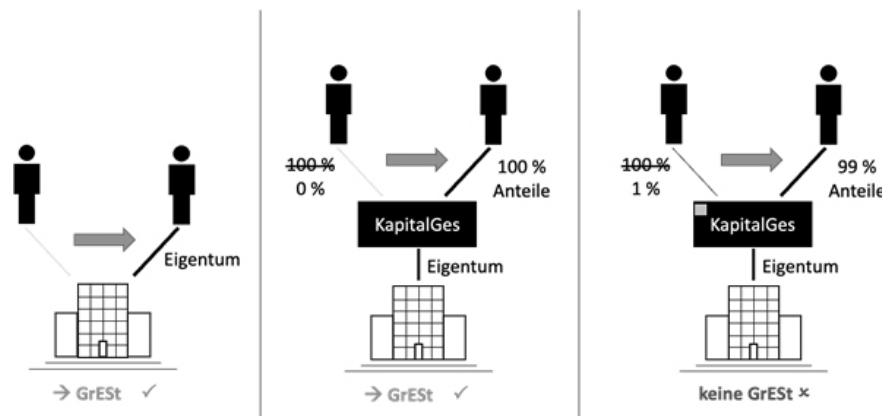 Eigentum
→ GrESt ✓
100 %
0 %
100 %
Anteile
KapitalGes
Eigentum
→ GrESt ✓
100 %
1 %
99 %
Anteile
KapitalGes
Eigentum
keine GrESt ×